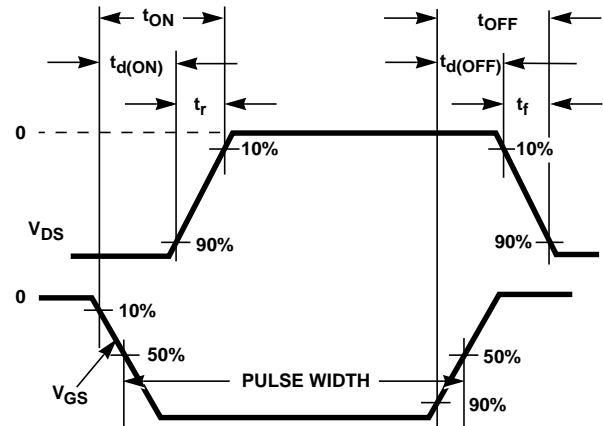 tON tOFF
td(ON) td(OFF)
tr tf
0
10% 10%
VDS
90% 90%
0
10%
50% 50%
VGS PULSE WIDTH
90%